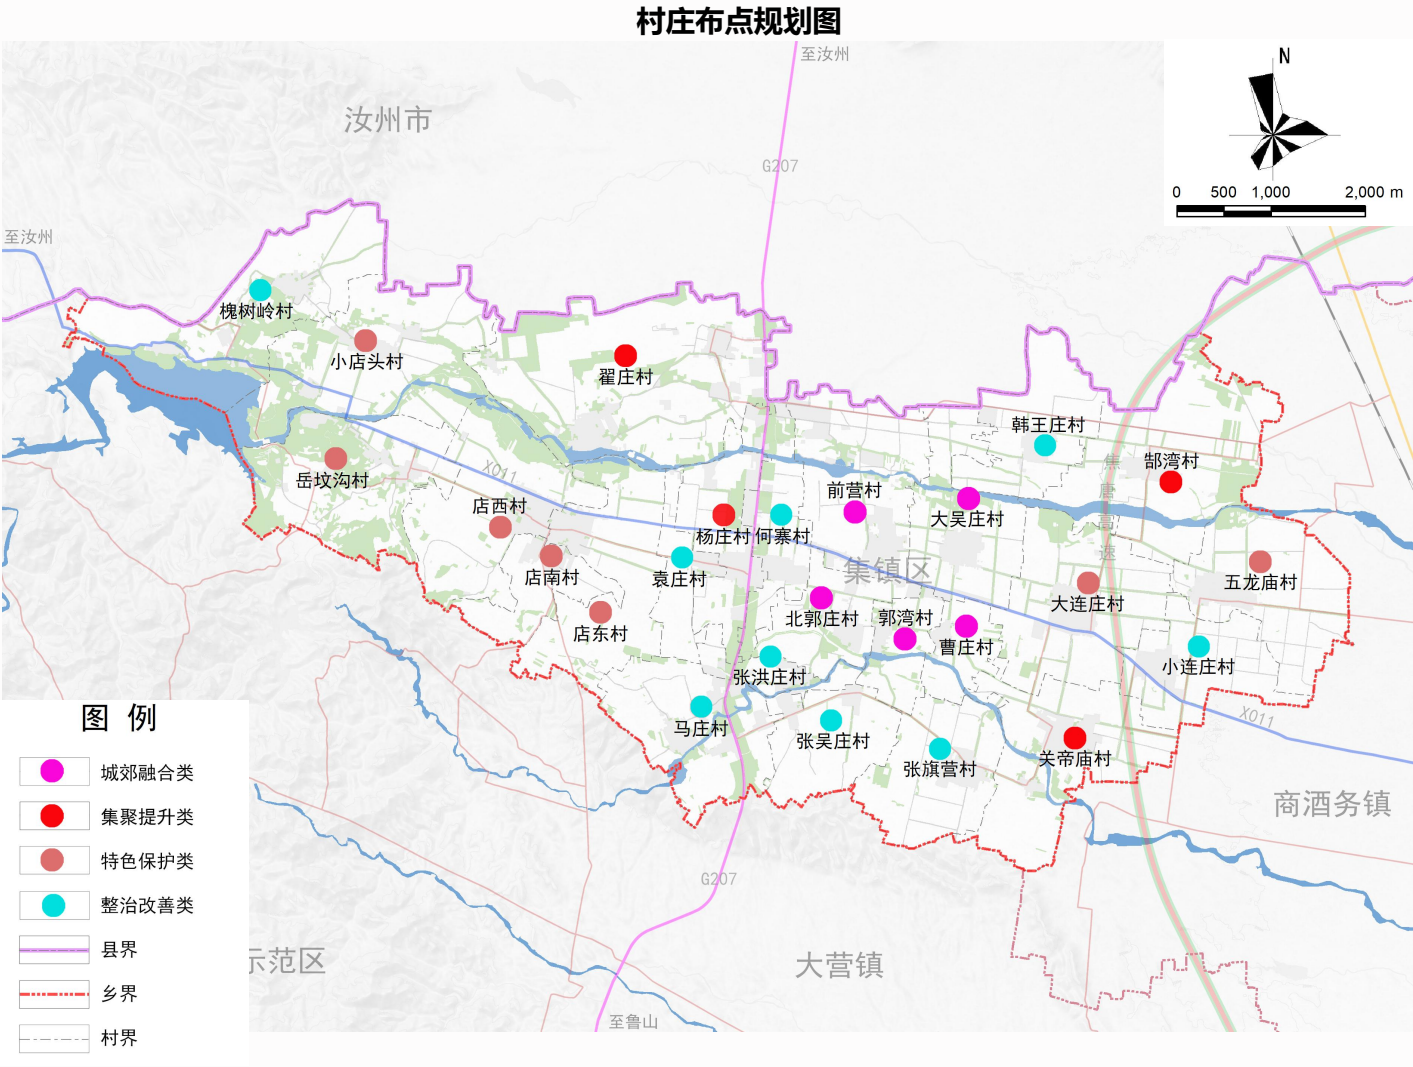 村庄布点规划图
至汝州
N
汝州市
G207
0 500 1,000 2,000 m
至汝州
槐树岭村
小店头村
翟庄村
韩王庄村
郜湾村
岳坟沟村
X011
店西村
前营村
大吴庄村
焦唐高速
杨庄村
何寨村
店南村
袁庄村
集镇区
五龙庙村
大连庄村
北郭庄村
郭湾村
店东村
曹庄村
小连庄村
张洪庄村
X011
马庄村
张吴庄村
张旗营村
关帝庙村
商酒务镇
G207
示范区
大营镇
至鲁山
图 例
城郊融合类
集聚提升类
特色保护类
整治改善类
县界
乡界
村界